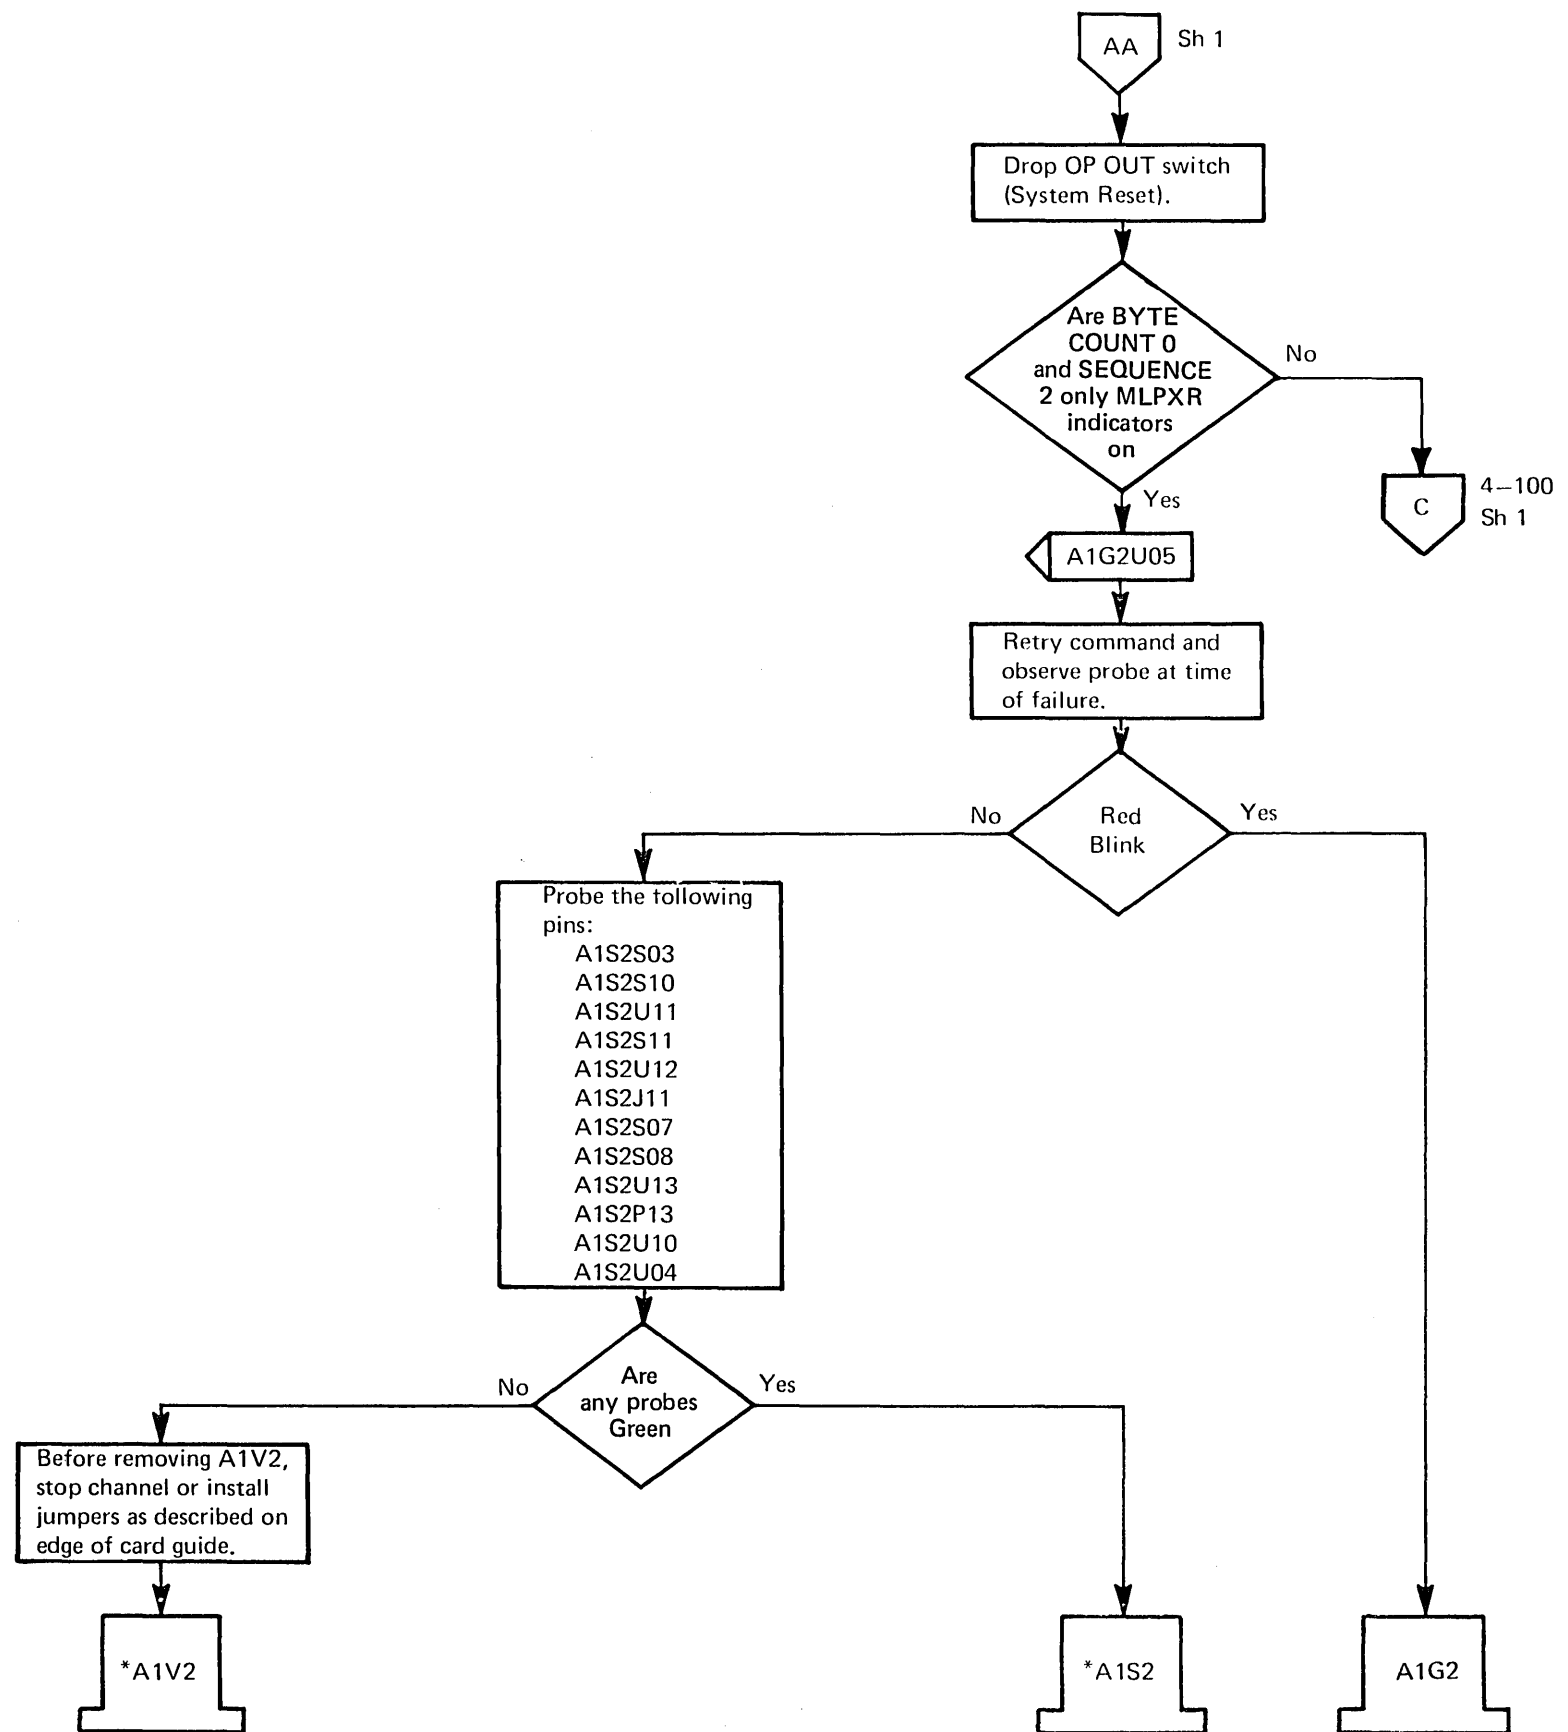 AA
Sh 1
Drop OP OUT switch
(System Reset).
Are BYTE
COUNT 0
and SEQUENCE
2 only MLPXR
indicators
on
No
Yes
C
4–100
Sh 1
A1G2U05
Retry command and
observe probe at time
of failure.
Red
Blink
No
Yes
Probe the following
pins:
A1S2S03
A1S2S10
A1S2U11
A1S2S11
A1S2U12
A1S2J11
A1S2S07
A1S2S08
A1S2U13
A1S2P13
A1S2U10
A1S2U04
Are
any probes
Green
No
Yes
Before removing A1V2,
stop channel or install
jumpers as described on
edge of card guide.
*A1V2
*A1S2
A1G2